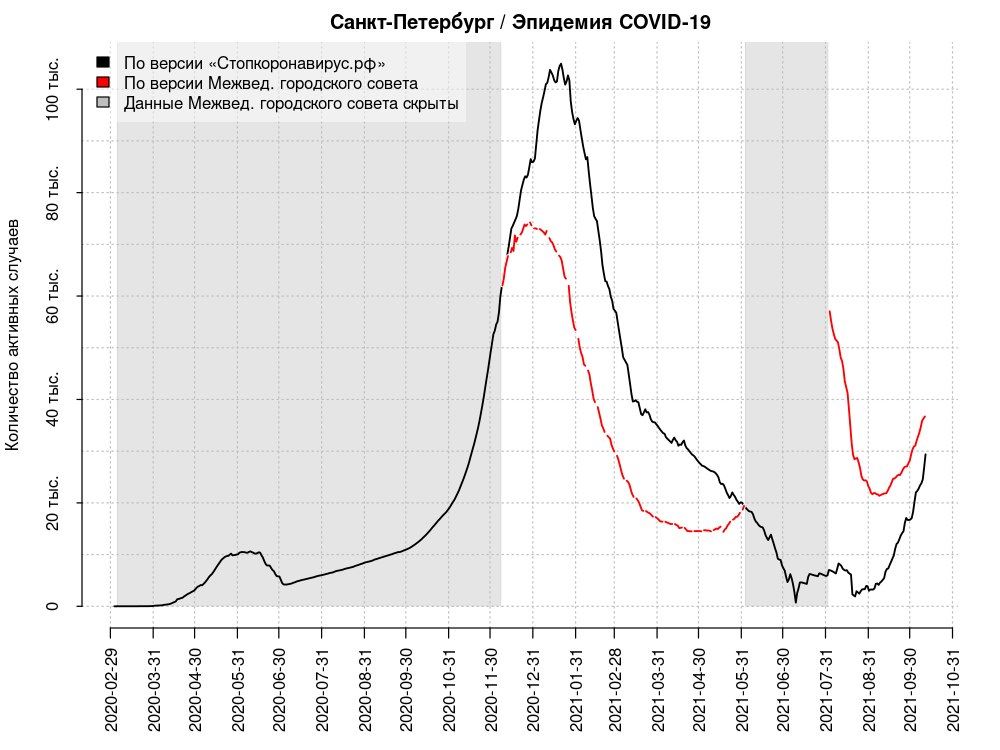 Санкт-Петербург / Эпидемия COVID-19
По версии «Стопкоронавирус.рф»
По версии Межвед. городского совета
Данные Межвед. городского совета скрыты
Количество активных случаев
100 тыс.
80 тыс.
60 тыс.
40 тыс.
20 тыс.
0
2020-02-29
2020-03-31
2020-04-30
2020-05-31
2020-06-30
2020-07-31
2020-08-31
2020-09-30
2020-10-31
2020-11-30
2020-12-31
2021-01-31
2021-02-28
2021-03-31
2021-04-30
2021-05-31
2021-06-30
2021-07-31
2021-08-31
2021-09-30
2021-10-31